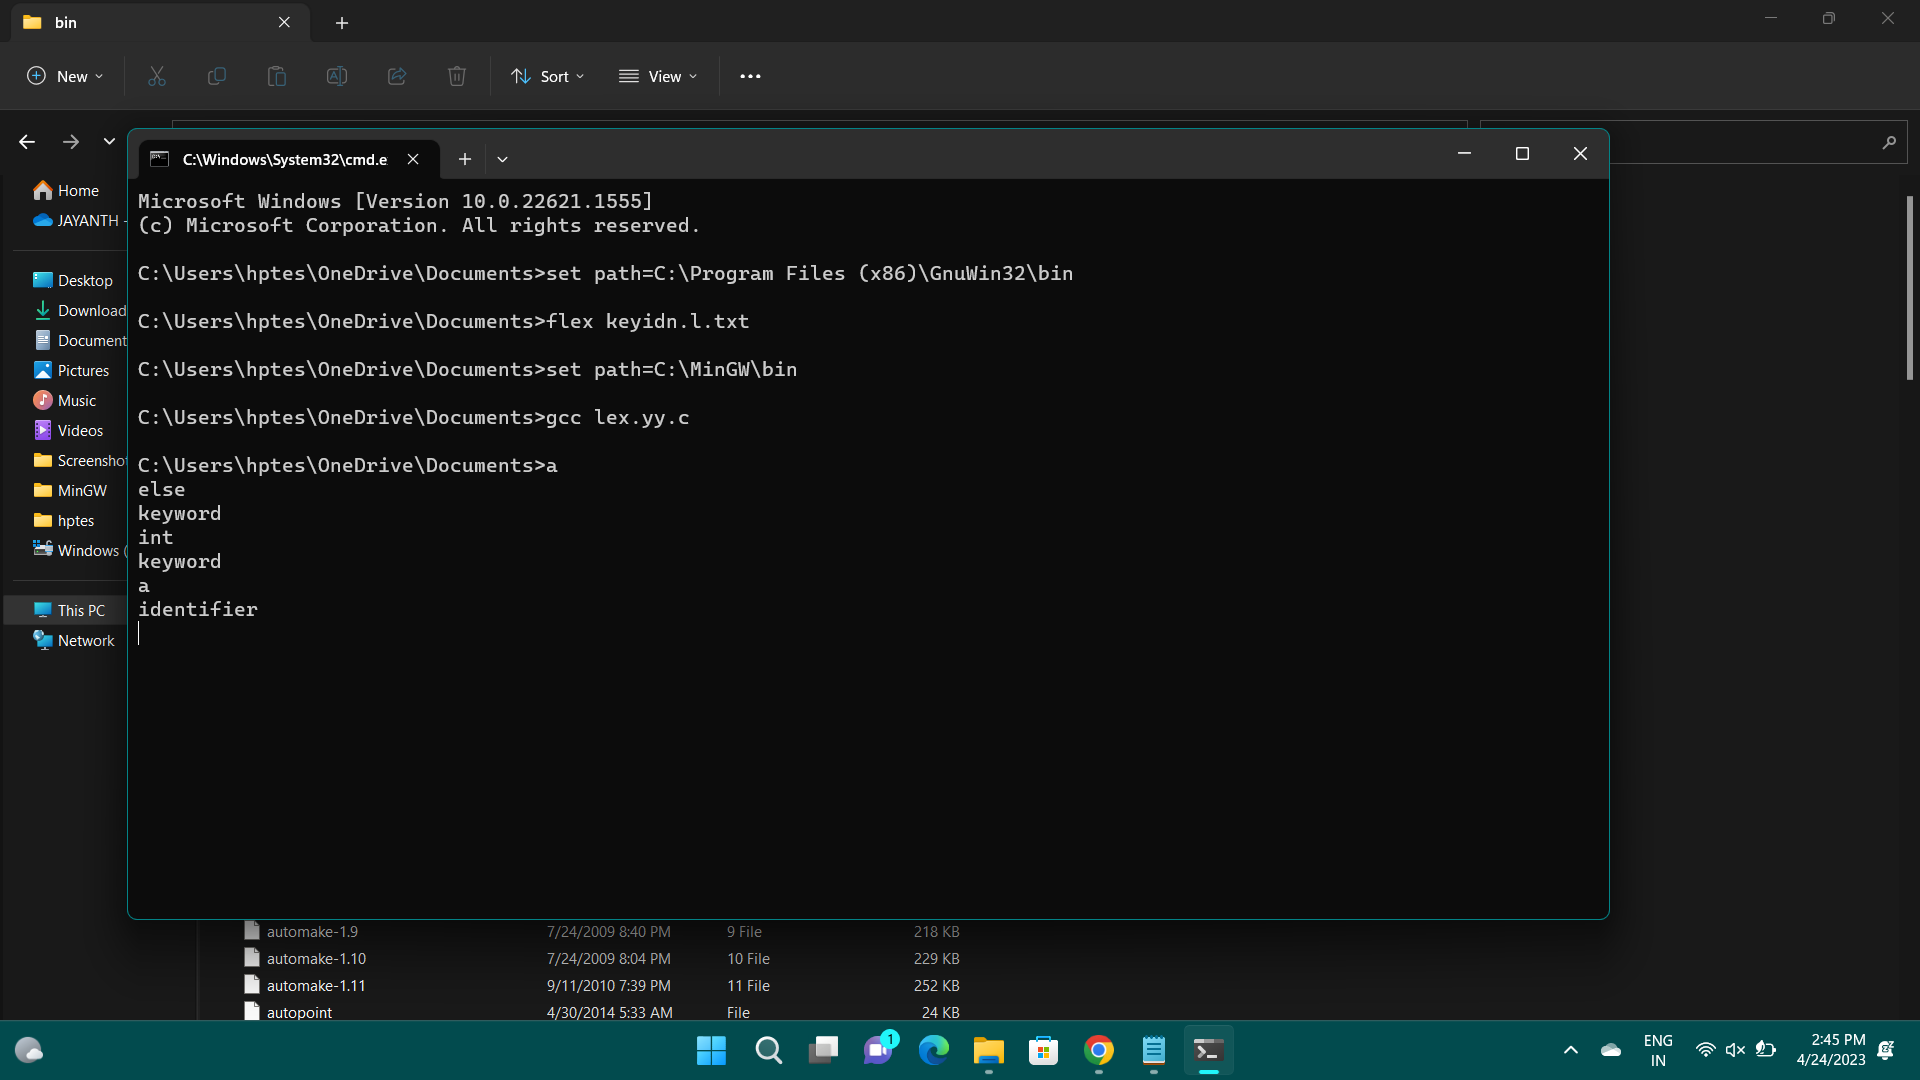 bin
New
Sort
View
C:\Windows\System32\cmd.e
Home
JAYANTH -
Desktop
Download
Document
Pictures
Music
Videos
Screensho
MinGW
hptes
Windows (
This PC
Network
Microsoft Windows [Version 10.0.22621.1555]
(c) Microsoft Corporation. All rights reserved.
C:\Users\hptes\OneDrive\Documents>set path=C:\Program Files (x86)\GnuWin32\bin
C:\Users\hptes\OneDrive\Documents>flex keyidn.l.txt
C:\Users\hptes\OneDrive\Documents>set path=C:\MinGW\bin
C:\Users\hptes\OneDrive\Documents>gcc lex.yy.c
C:\Users\hptes\OneDrive\Documents>a
else
keyword
int
keyword
a
identifier
automake-1.9 7/24/2009 8:40 PM 9 File 218 KB
automake-1.10 7/24/2009 8:04 PM 10 File 229 KB
automake-1.11 9/11/2010 7:39 PM 11 File 252 KB
autopoint 4/30/2014 5:33 AM File 24 KB
1
ENG
IN
2:45 PM
4/24/2023